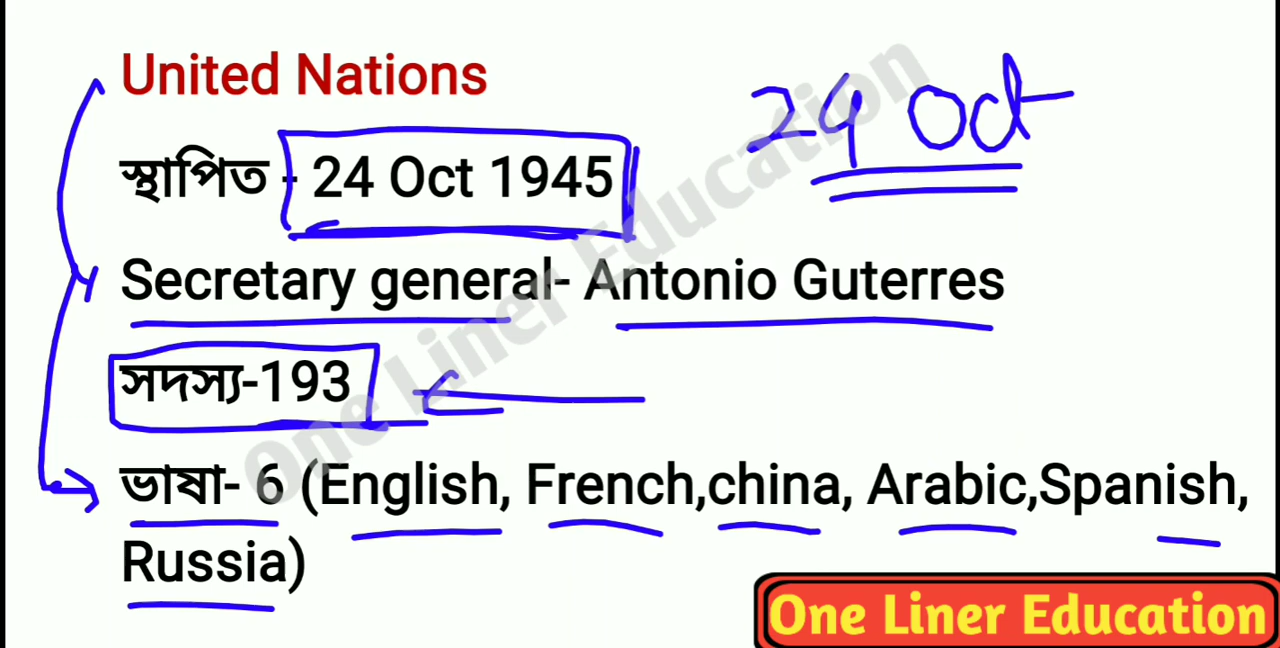 United Nations
স্থাপিত - 24 Oct 1945
24 Oct
Secretary general- Antonio Guterres
সদস্য-193
ভাষা- 6 (English, French,china, Arabic,Spanish,
Russia)
One Liner Education
One Liner Education